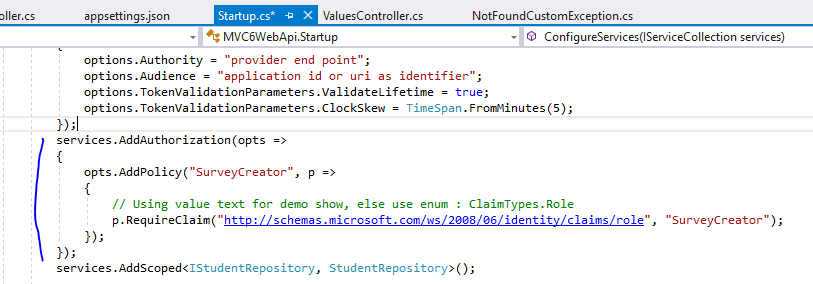 ller.cs appsettings.json Startup.cs* ValuesController.cs NotFoundCustomException.cs
MVC6WebApi.Startup ConfigureServices(IServiceCollection services)
{
options.Authority = "provider end point";
options.Audience = "application id or uri as identifier";
options.TokenValidationParameters.ValidateLifetime = true;
options.TokenValidationParameters.ClockSkew = TimeSpan.FromMinutes(5);
});
services.AddAuthorization(opts =>
{
opts.AddPolicy("SurveyCreator", p =>
{
// Using value text for demo show, else use enum : ClaimTypes.Role
p.RequireClaim("http://schemas.microsoft.com/ws/2008/06/identity/claims/role", "SurveyCreator");
});
});
services.AddScoped<IStudentRepository, StudentRepository>();